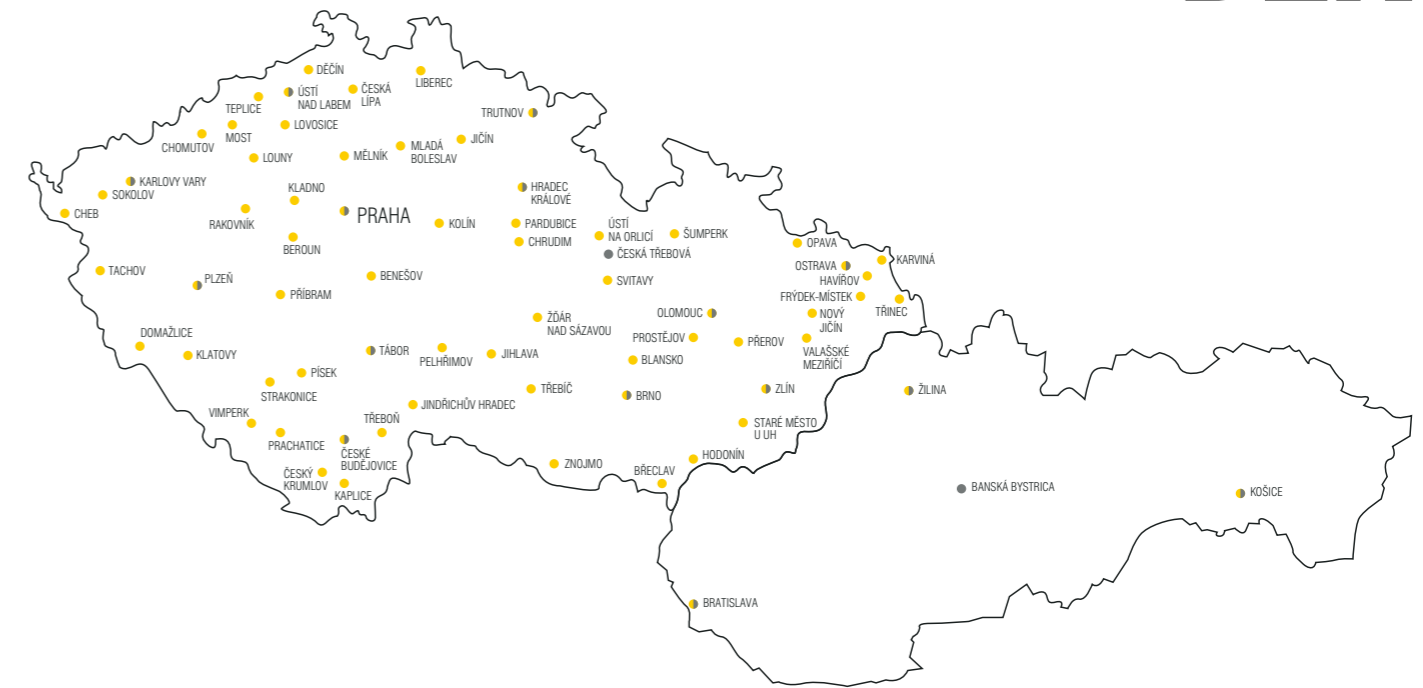 DĚČÍN
LIBEREC
ÚSTÍ
NAD LABEM
ČESKÁ
LÍPA
TEPLICE
TRUTNOV
LOVOSICE
MOST
CHOMUTOV
JIČÍN
MLADÁ
BOLESLAV
LOUNY
MĚLNÍK
KARLOVY VARY
SOKOLOV
KLADNO
HRADEC
KRÁLOVÉ
CHEB
RAKOVNÍK
PRAHA
KOLÍN
PARDUBICE
CHRUDIM
ÚSTÍ
NA ORLICÍ
ŠUMPERK
BEROUN
ČESKÁ TŘEBOVÁ
OPAVA
OSTRAVA
KARVINÁ
HAVÍŘOV
TACHOV
PLZEŇ
BENEŠOV
SVITAVY
PŘÍBRAM
FRÝDEK-MÍSTEK
TŘINEC
ŽĎÁR
NAD SÁZAVOU
OLOMOUC
NOVÝ
JIČÍN
DOMAŽLICE
KLATOVY
TÁBOR
PELHŘIMOV
JIHLAVA
PROSTĚJOV
PŘEROV
VALAŠSKÉ
MEZIŘÍČÍ
BLANSKO
PÍSEK
STRAKONICE
TŘEBÍČ
BRNO
ZLÍN
ŽILINA
JINDŘICHŮV HRADEC
VIMPERK
TŘEBOŇ
PRACHATICE
ČESKÉ
BUDĚJOVICE
STARÉ MĚSTO
U UH
ČESKÝ
KRUMLOV
KAPLICE
ZNOJMO
HODONÍN
BŘECLAV
BANSKÁ BYSTRICA
KOŠICE
BRATISLAVA